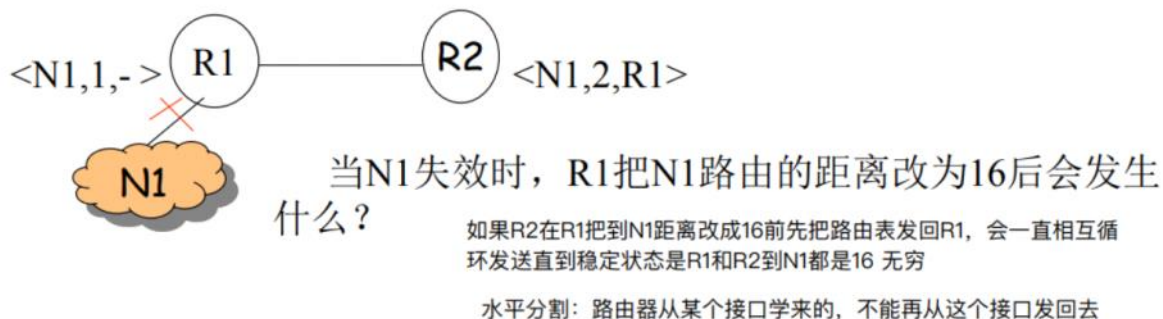 <N1,1,-> R1 R2 <N1,2,R1>
N1
当N1失效时，R1把N1路由的距离改为16后会发生
什么？
如果R2在R1把到N1距离改成16前先把路由表发回R1，会一直相互循
环发送直到稳定状态是R1和R2到N1都是16 无穷
水平分割：路由器从某个接口学来的，不能再从这个接口发回去